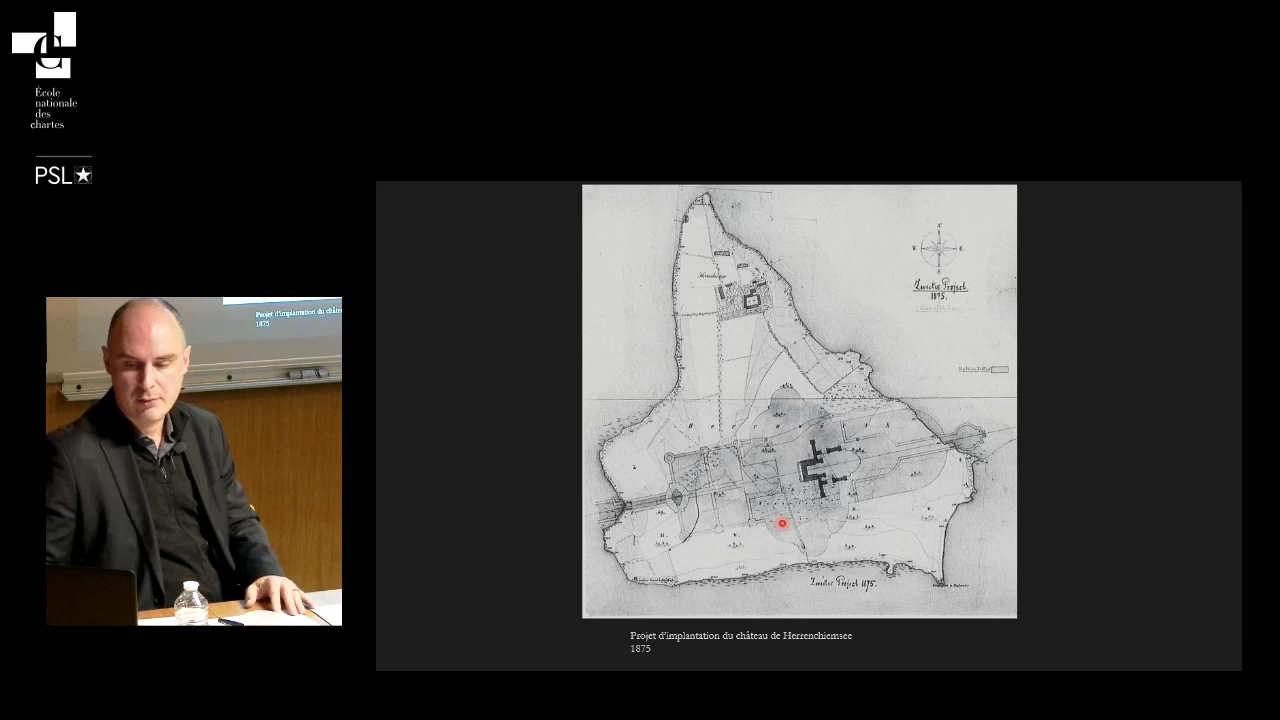 École
nationale
des
chartes
PSL
Projet d'implantation du châte
1875
N
W
S
Zweites Project
1875.
Herrenwörth
Zweites Project 1875.
Projet d'implantation du château de Herrenchiemsee
1875